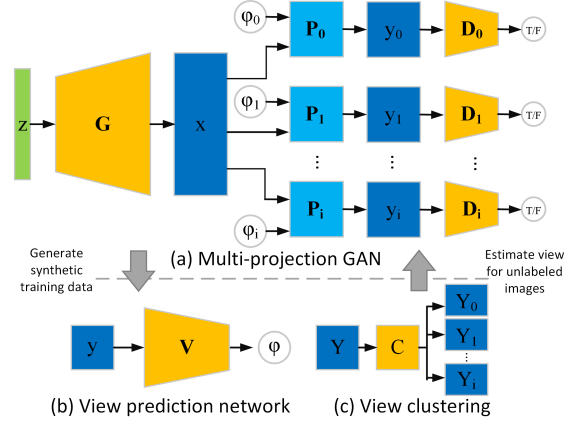 φ₀
P₀
y₀
D₀
T/F
z
G
x
φ₁
P₁
y₁
D₁
T/F
⋮
⋮
⋮
Pᵢ
yᵢ
Dᵢ
T/F
φᵢ
(a) Multi-projection GAN
Generate
synthetic
training data
Estimate view
for unlabeled
images
y
V
φ
Y
C
Y₀
Y₁
⋮
Yᵢ
(b) View prediction network
(c) View clustering